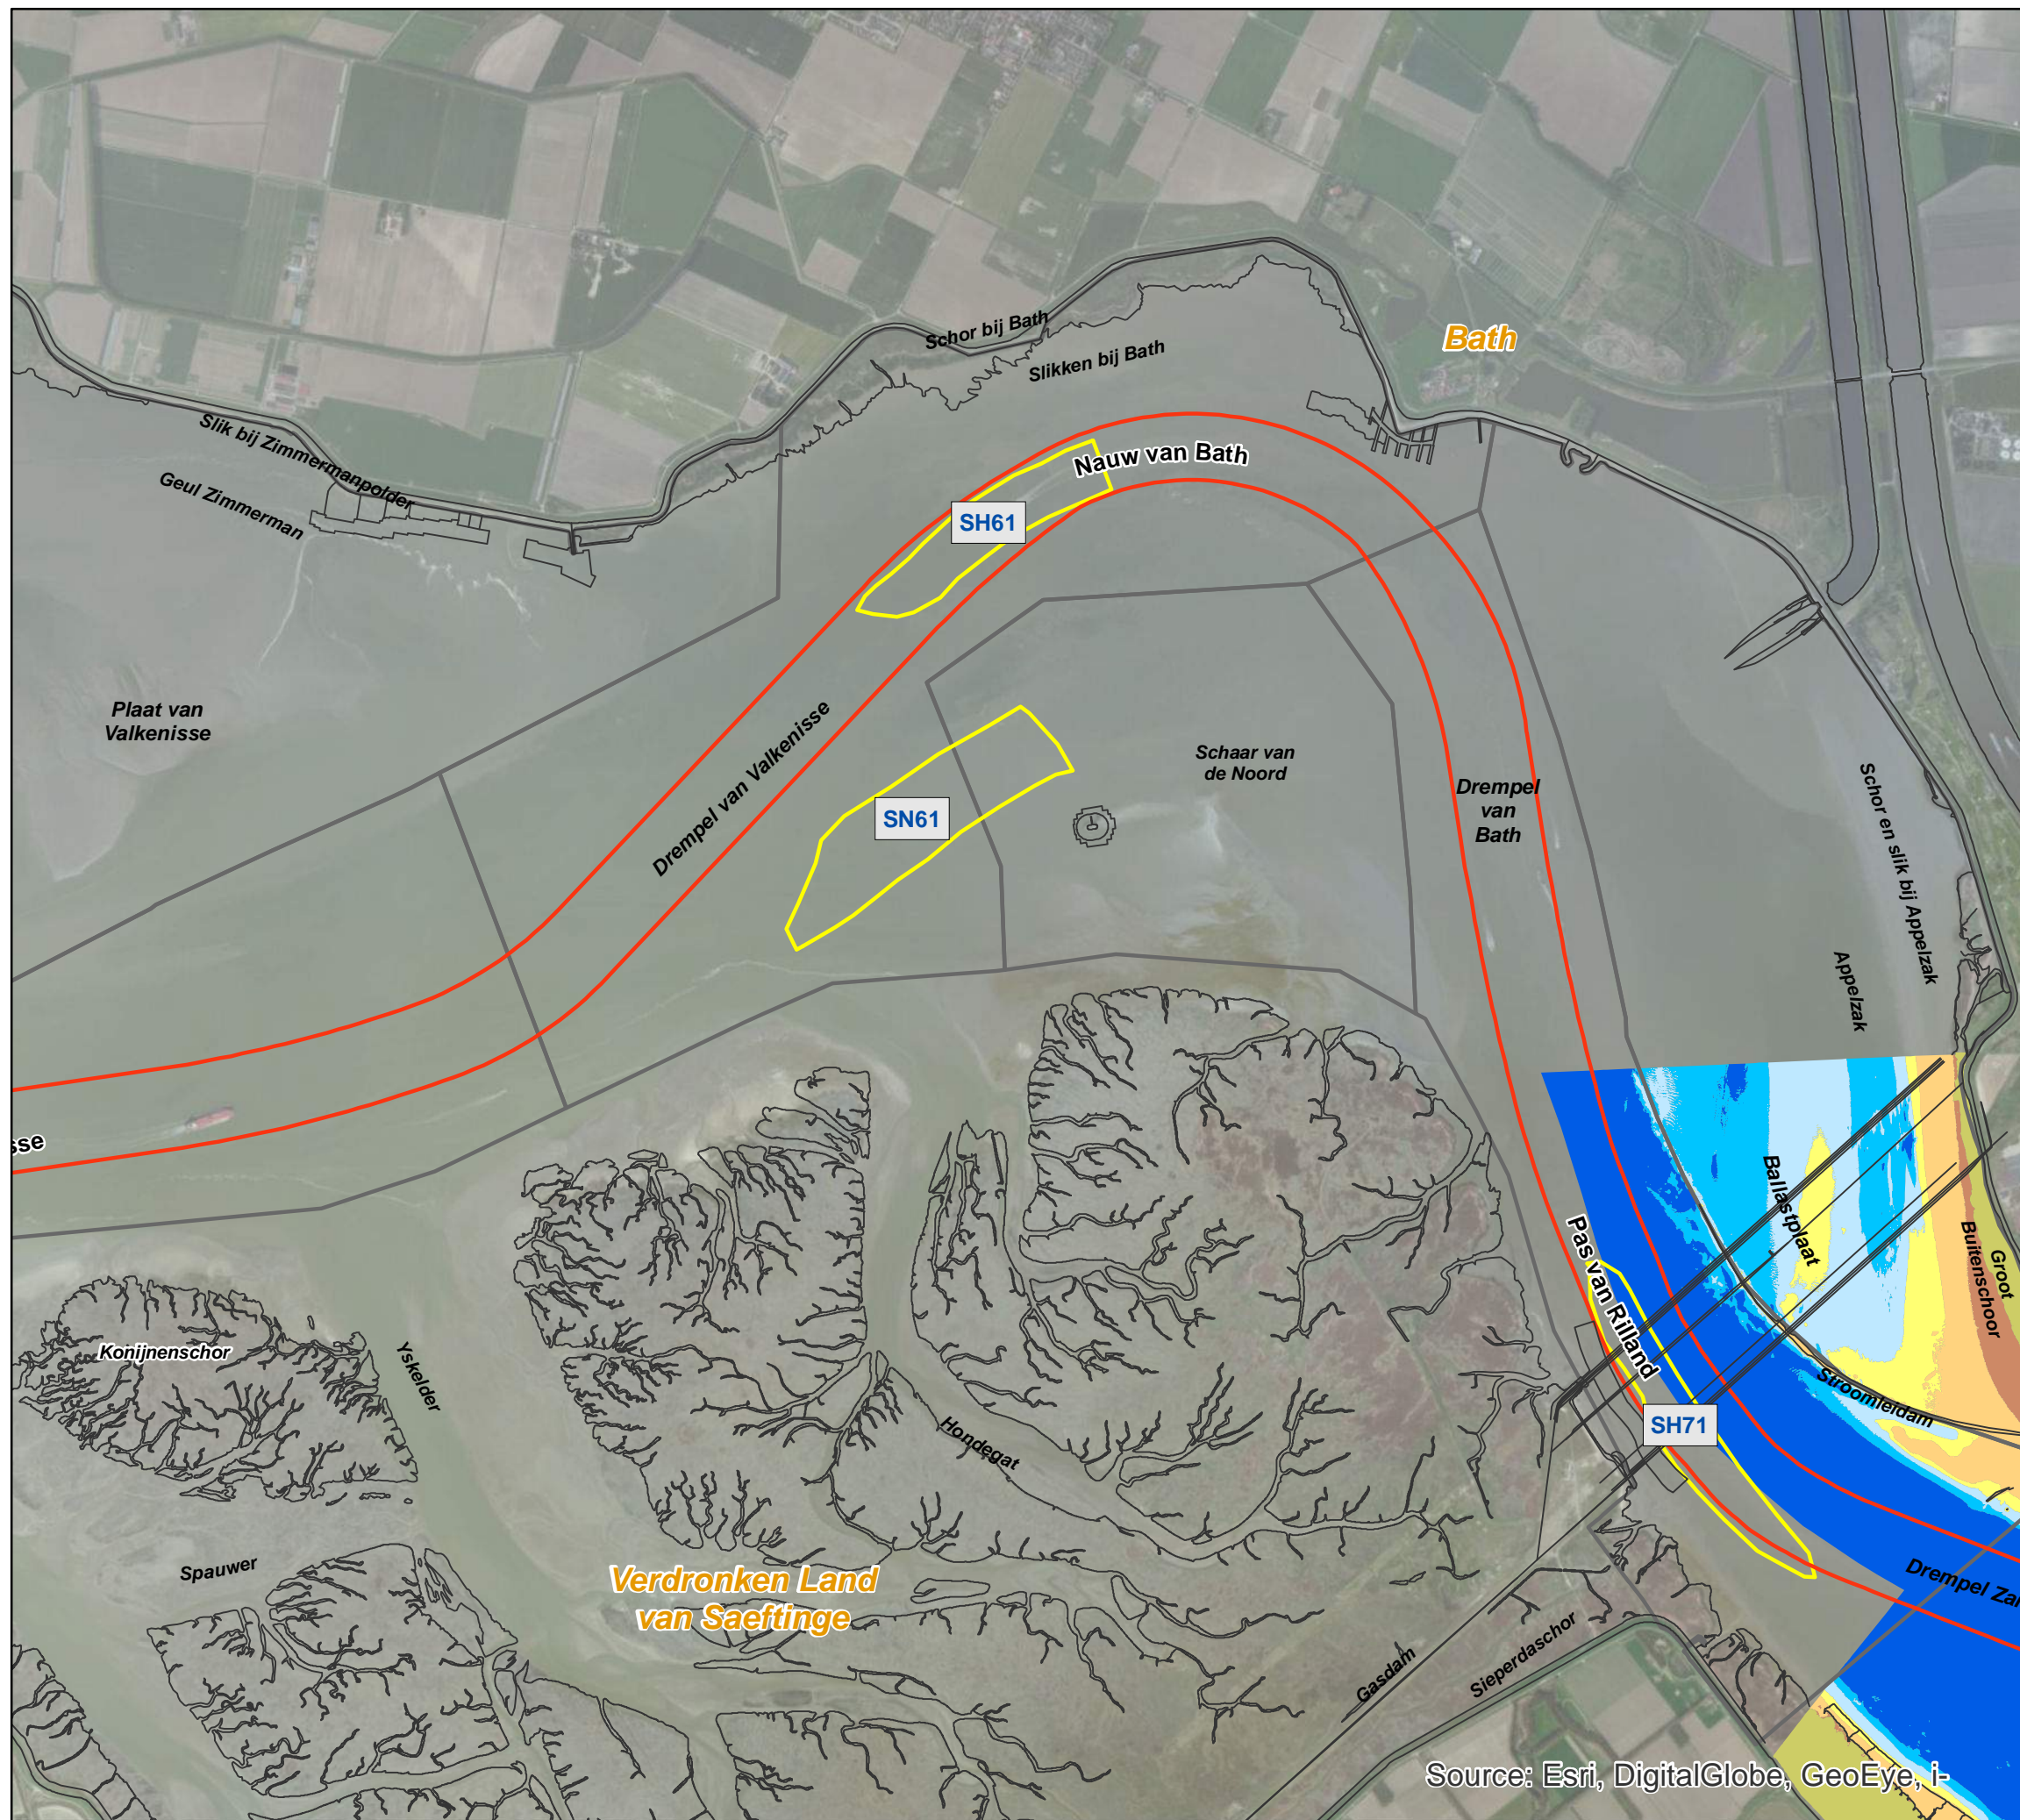 Schor bij Bath
Bath
Slikken bij Bath
Slik bij Zimmermanpolder
Geul Zimmerman
Nauw van Bath
SH61
Plaat van
Valkenisse
Drempel van Valkenisse
SN61
Schaar van
de Noord
Drempel
van
Bath
Schor en slik bij Appelzak
Appelzak
sse
Ballastplaat
Groot
Buitenschoor
Pas van Rilland
Konijnenschor
Yskelder
Stroomleidam
SH71
Hondegat
Spauwer
Verdronken Land
van Saeftinge
Drempel Za
Gasdam
Sieperdaschor
Source: Esri, DigitalGlobe, GeoEye, i-